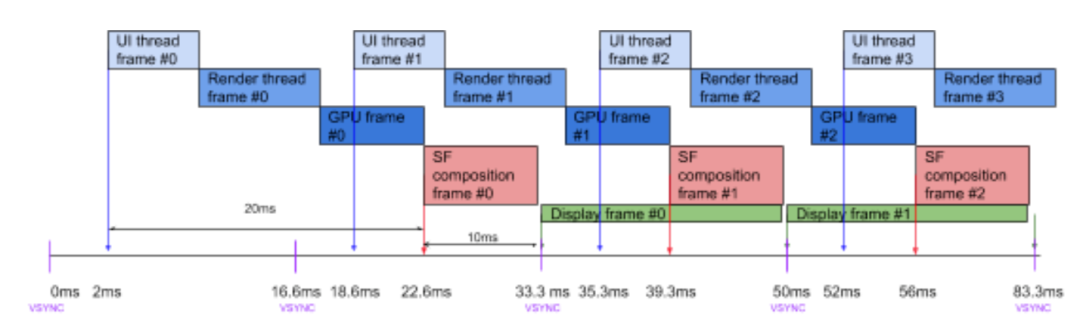 UI thread
frame #0
UI thread
frame #1
UI thread
frame #2
UI thread
frame #3
Render thread
frame #0
Render thread
frame #1
Render thread
frame #2
Render thread
frame #3
GPU frame
#0
GPU frame
#1
GPU frame
#2
SF
composition
frame #0
SF
composition
frame #1
SF
composition
frame #2
20ms
Display frame #0
Display frame #1
10ms
0ms 2ms 16.6ms 18.6ms 22.6ms 33.3 ms 35.3ms 39.3ms 50ms 52ms 56ms 83.3ms
VSYNC VSYNC VSYNC VSYNC VSYNC